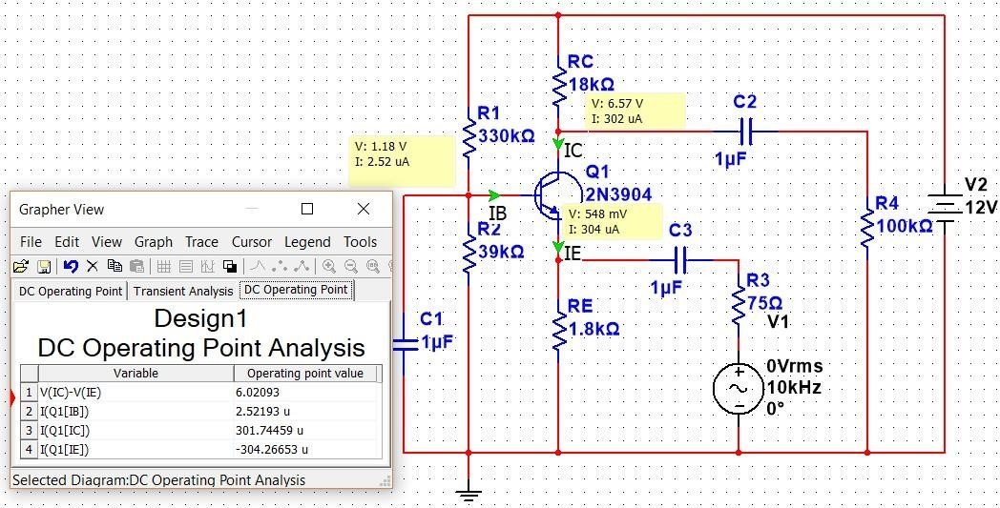 RC
18kΩ
V: 6.57 V
I: 302 uA
C2
1µF
R1
330kΩ
V: 1.18 V
I: 2.52 uA
IC
Q1
2N3904
IB
V: 548 mV
I: 304 uA
V2
12V
R4
100kΩ
R2
39kΩ
IE
C3
1µF
R3
75Ω
V1
C1
1µF
RE
1.8kΩ
0Vrms
10kHz
0°
Grapher View
File Edit View Graph Trace Cursor Legend Tools
DC Operating Point Transient Analysis DC Operating Point
Design1
DC Operating Point Analysis
Variable Operating point value
1 V(IC)-V(IE) 6.02093
2 I(Q1[IB]) 2.52193 u
3 I(Q1[IC]) 301.74459 u
4 I(Q1[IE]) -304.26653 u
Selected Diagram:DC Operating Point Analysis